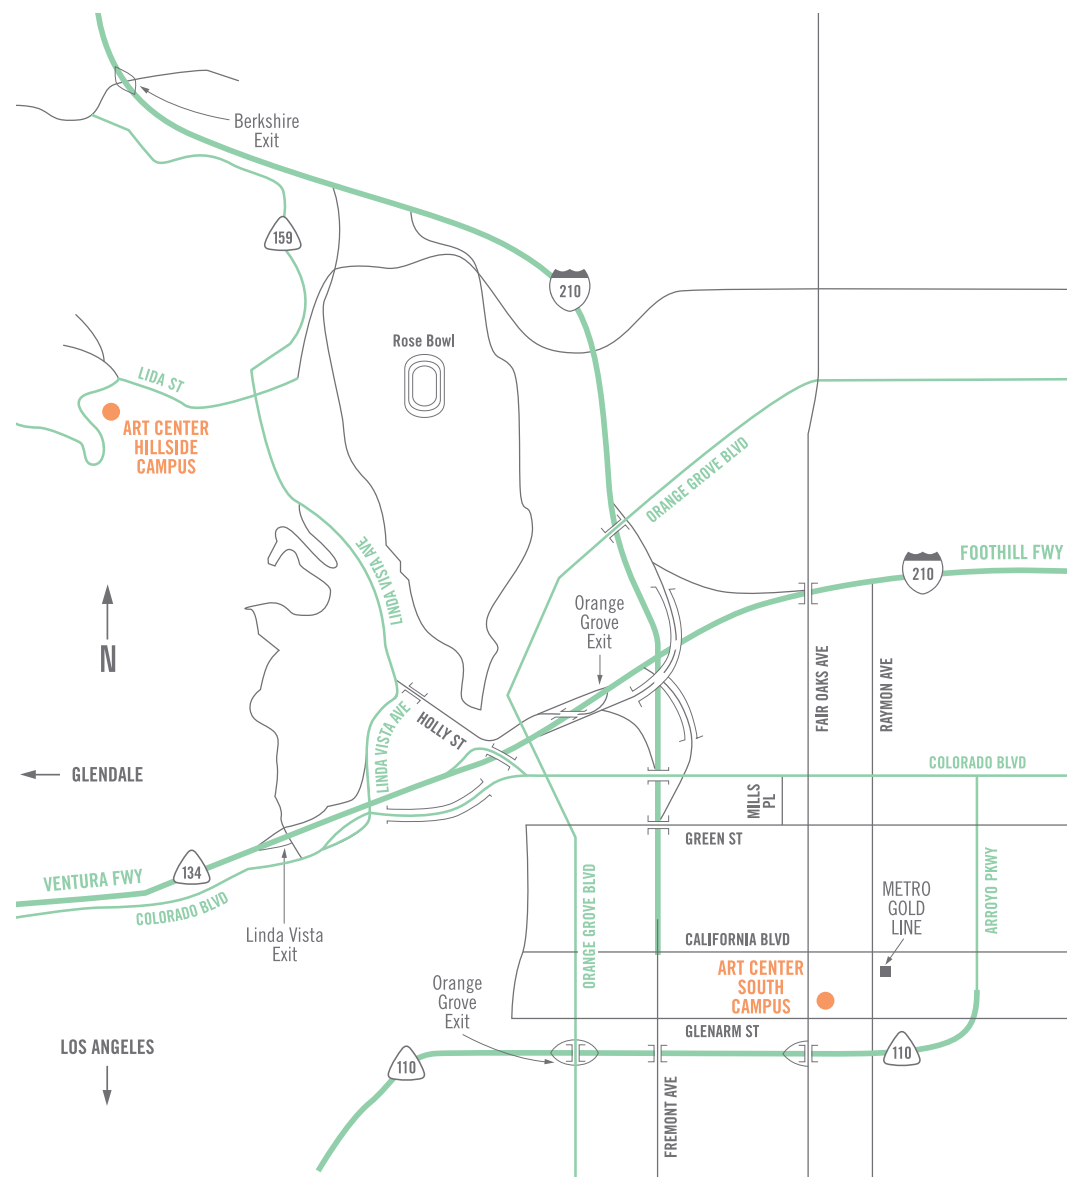 Berkshire
Exit
159
210
Rose Bowl
LIDA ST
ART CENTER
HILLSIDE
CAMPUS
ORANGE GROVE BLVD
LINDA VISTA AVE
FOOTHILL FWY
210
Orange
Grove
Exit
N
FAIR OAKS AVE
RAYMON AVE
HOLLY ST
LINDA VISTA AVE
GLENDALE
COLORADO BLVD
MILLS
PL
GREEN ST
134
VENTURA FWY
COLORADO BLVD
ORANGE GROVE BLVD
ARROYO PKWY
METRO
GOLD
LINE
Linda Vista
Exit
CALIFORNIA BLVD
ART CENTER
SOUTH
CAMPUS
Orange
Grove
Exit
GLENARM ST
LOS ANGELES
110
110
FREMONT AVE